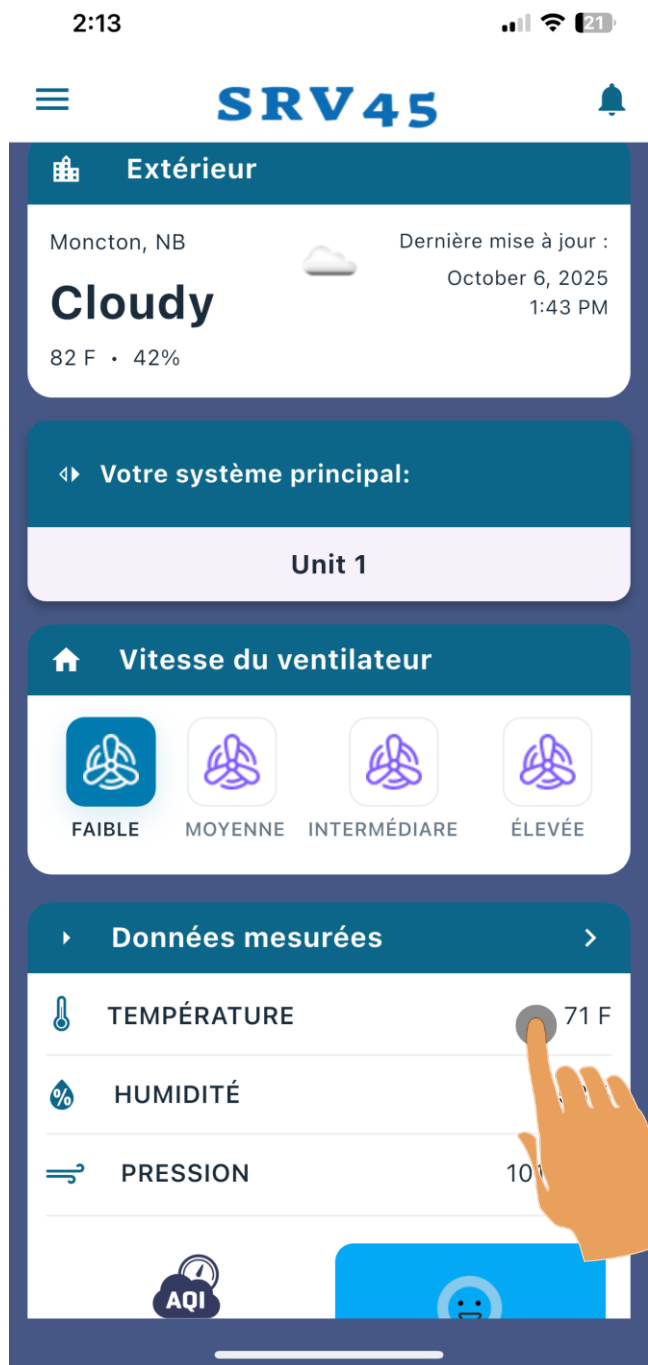 2:13
21
SRV45
Extérieur
Moncton, NB
Dernière mise à jour :
October 6, 2025
1:43 PM
Cloudy
82 F • 42%
Votre système principal:
Unit 1
Vitesse du ventilateur
FAIBLE MOYENNE INTERMÉDIARE ÉLEVÉE
Données mesurées
TEMPÉRATURE 71 F
% HUMIDITÉ
PRESSION
AQI